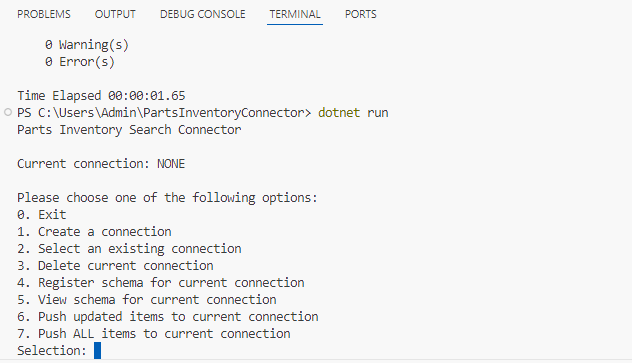 PROBLEMS OUTPUT DEBUG CONSOLE TERMINAL PORTS
0 Warning(s)
0 Error(s)
Time Elapsed 00:00:01.65
PS C:\Users\Admin\PartsInventoryConnector> dotnet run
Parts Inventory Search Connector
Current connection: NONE
Please choose one of the following options:
0. Exit
1. Create a connection
2. Select an existing connection
3. Delete current connection
4. Register schema for current connection
5. View schema for current connection
6. Push updated items to current connection
7. Push ALL items to current connection
Selection: